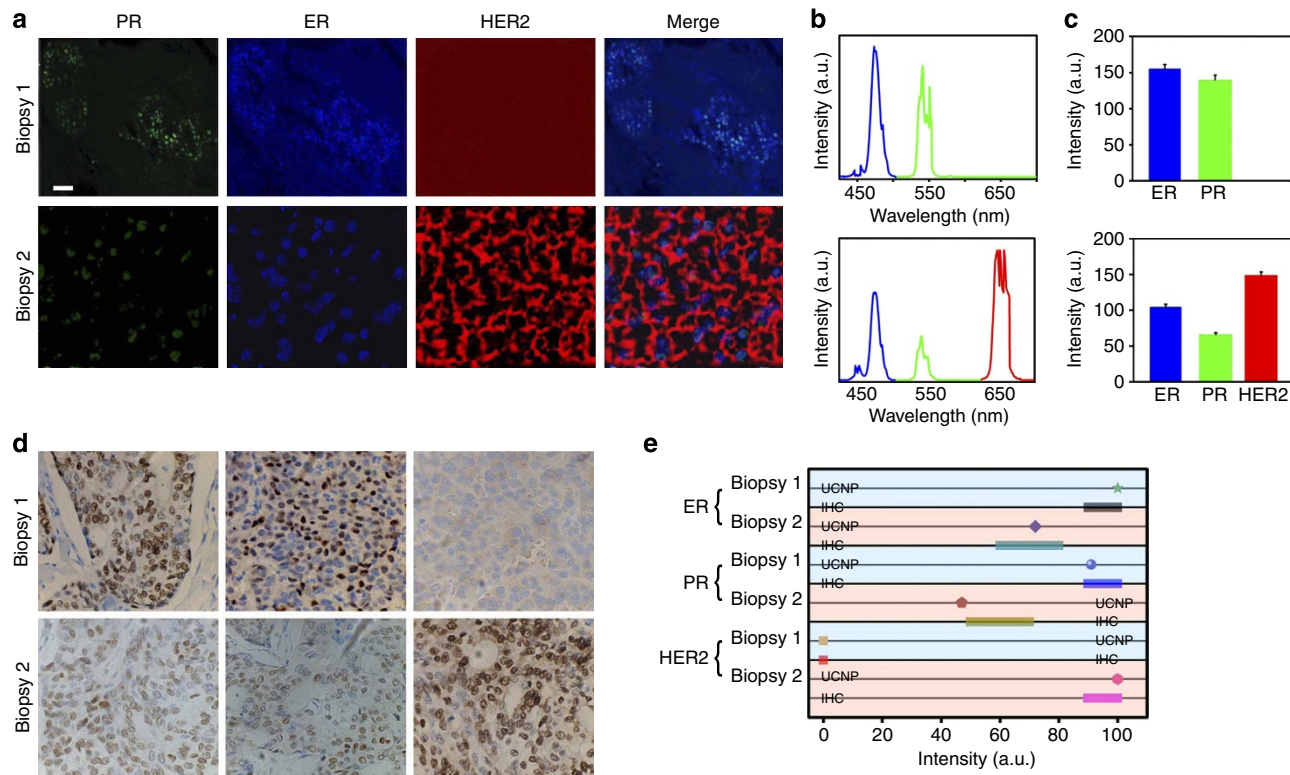 a
PR ER HER2 Merge
Biopsy 1
Biopsy 2
b
Intensity (a.u.)
450 550 650
Wavelength (nm)
Intensity (a.u.)
450 550 650
Wavelength (nm)
c
200
150
100
50
0
Intensity (a.u.)
ER PR
200
150
100
50
0
Intensity (a.u.)
ER PR HER2
d
Biopsy 1
Biopsy 2
e
ER
Biopsy 1
UCNP
IHC
Biopsy 2
UCNP
IHC
PR
Biopsy 1
UCNP
IHC
Biopsy 2
UCNP
IHC
HER2
Biopsy 1
UCNP
IHC
Biopsy 2
UCNP
IHC
0 20 40 60 80 100
Intensity (a.u.)